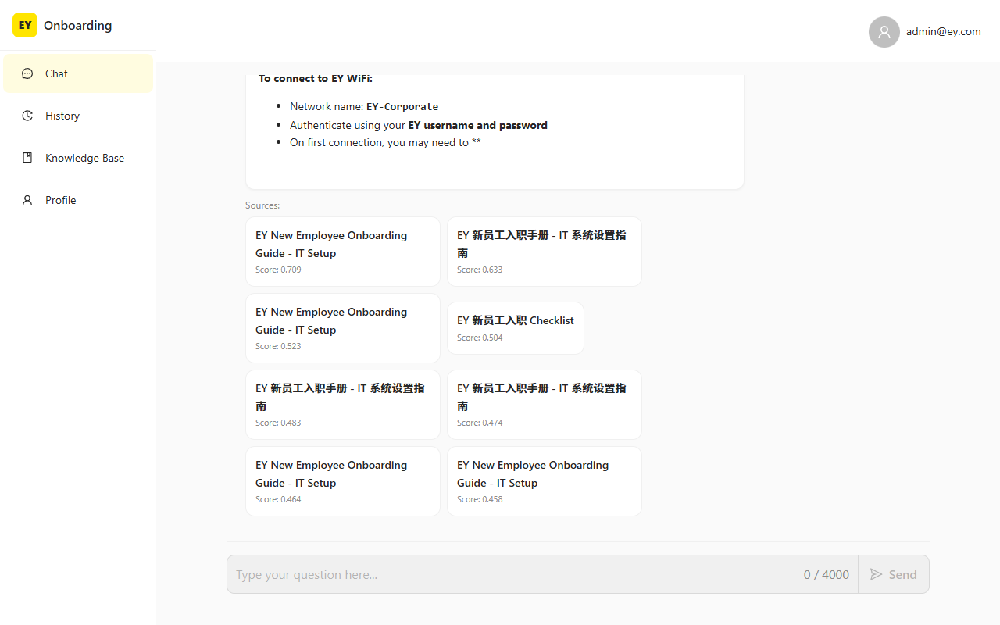 EY Onboarding
admin@ey.com
Chat
History
Knowledge Base
Profile
To connect to EY WiFi:
Network name: EY-Corporate
Authenticate using your EY username and password
On first connection, you may need to **
Sources:
EY New Employee Onboarding
Guide - IT Setup
Score: 0.709
EY 新员工入职手册 - IT 系统设置指
南
Score: 0.633
EY New Employee Onboarding
Guide - IT Setup
Score: 0.523
EY 新员工入职 Checklist
Score: 0.504
EY 新员工入职手册 - IT 系统设置指
南
Score: 0.483
EY 新员工入职手册 - IT 系统设置指
南
Score: 0.474
EY New Employee Onboarding
Guide - IT Setup
Score: 0.464
EY New Employee Onboarding
Guide - IT Setup
Score: 0.458
Type your question here...
0 / 4000
Send